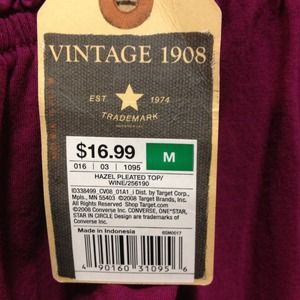 VINTAGE 1908
EST. 1974
TRADEMARK
$16.99
M
016 03 1095
HAZEL PLEATED TOP/
WINE/256190
ID338499_CV08_01A1_i Dist. by Target Corp.,
Mpls., MN 55403 ©2008 Target Brands, Inc.
All Rights Reserved Shop Target.com
©2008 Converse Inc. CONVERSE, ONE*STAR,
STAR IN CIRCLE Design are trademarks of
Converse Inc.
Made in Indonesia
4 90160 31095 6